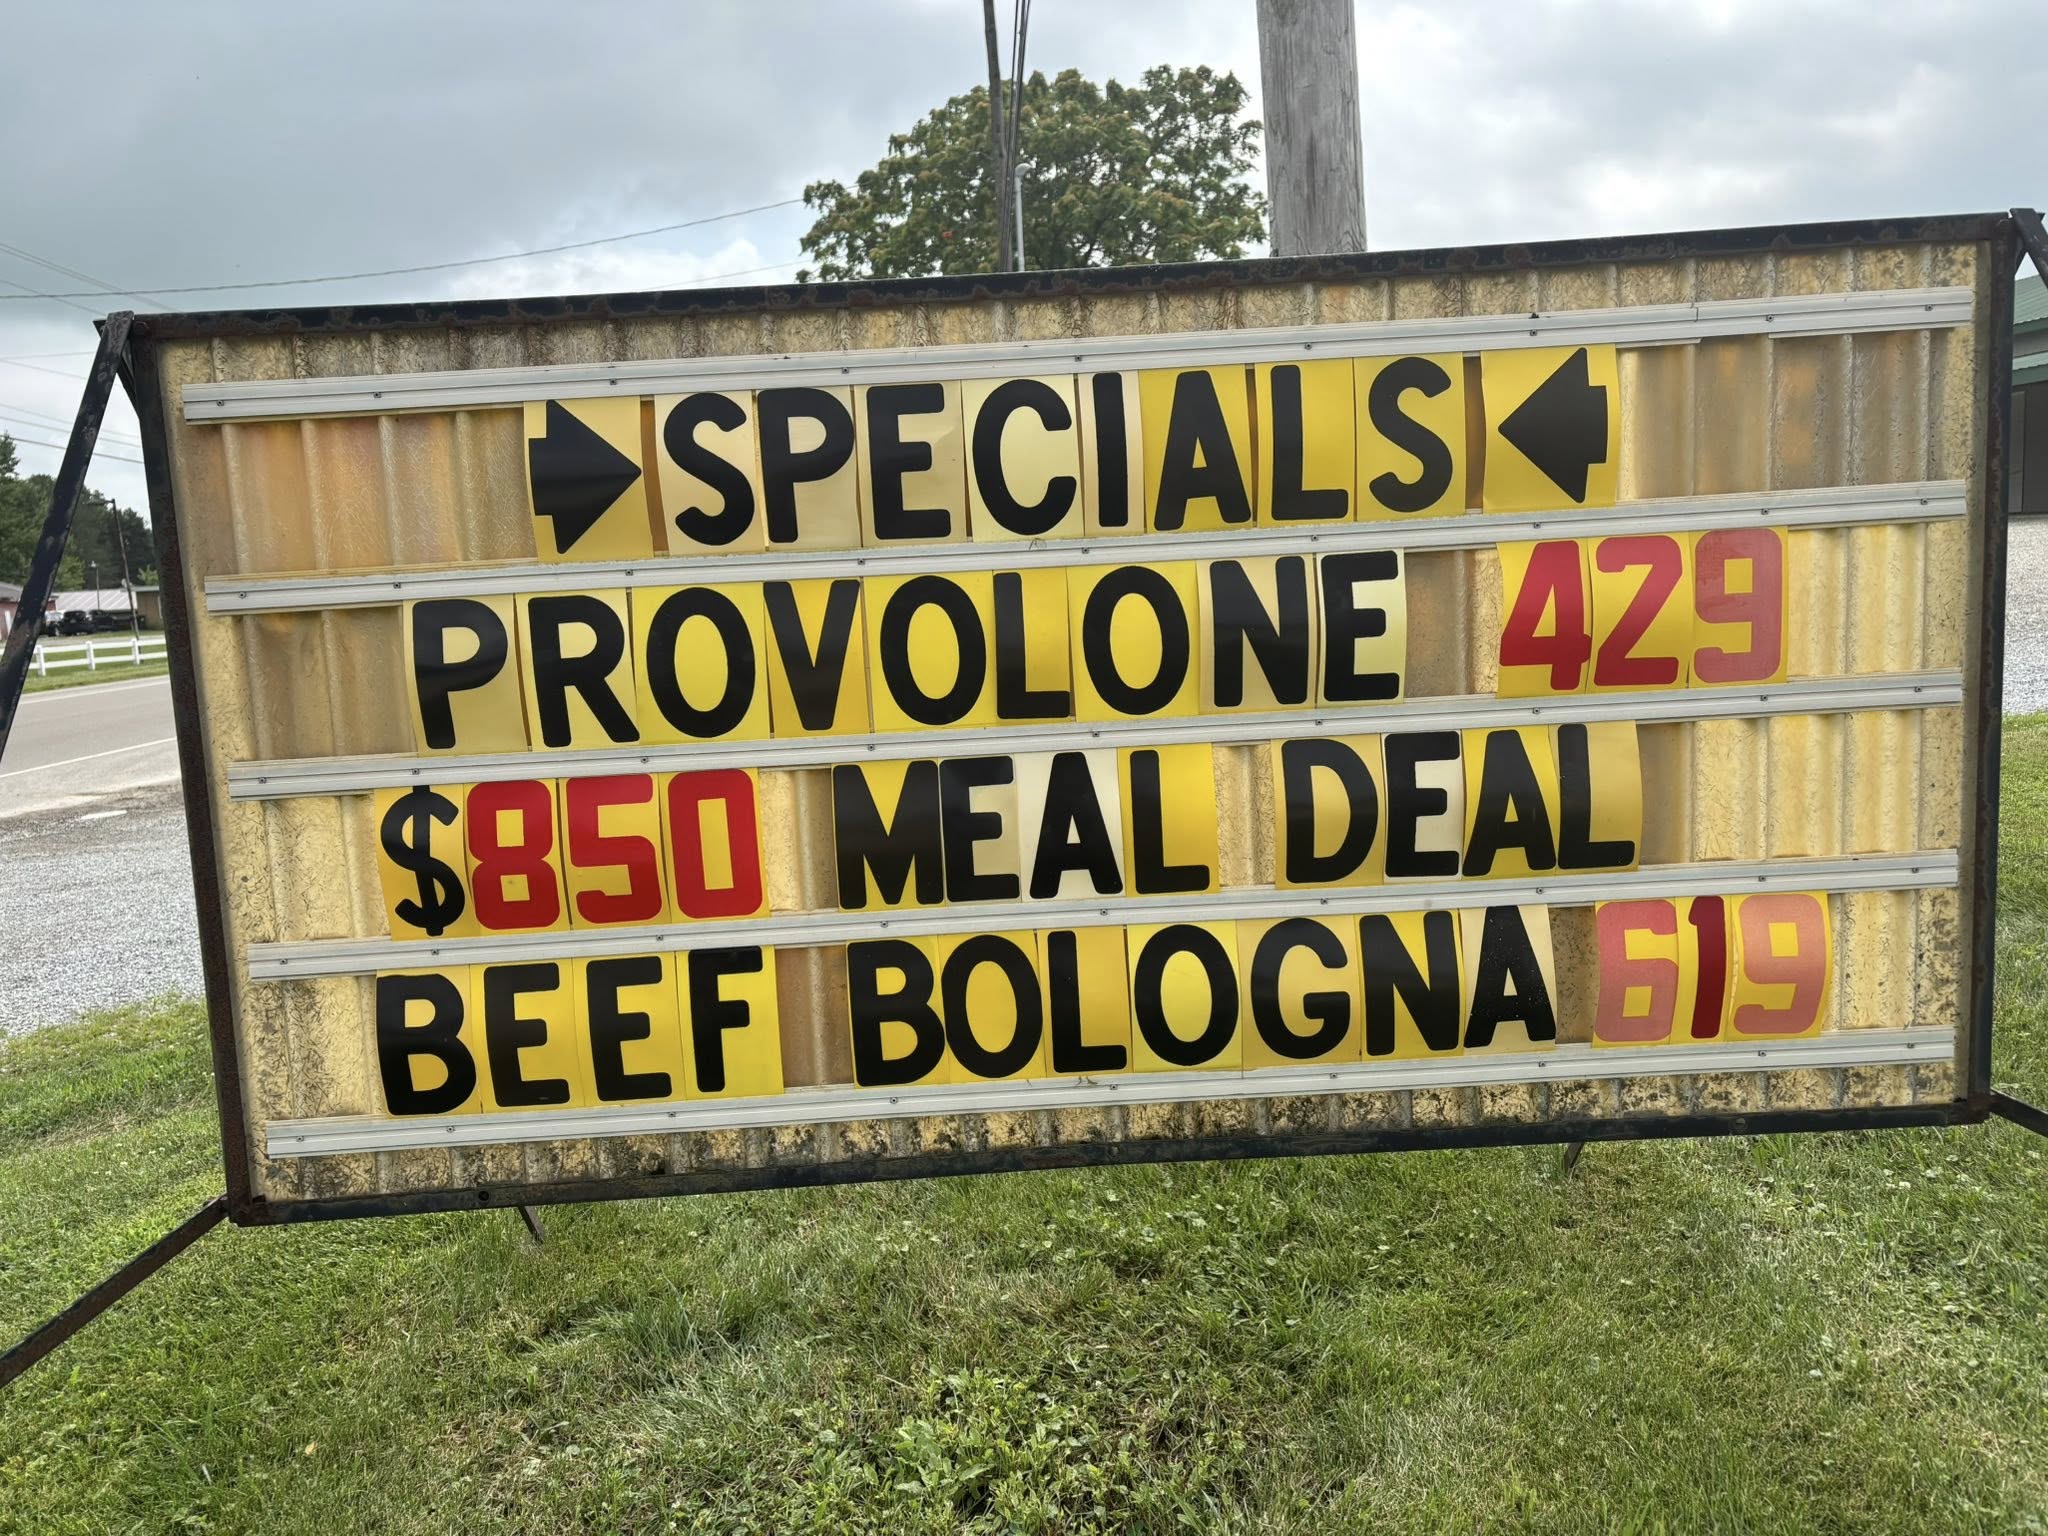 SPECIALS
PROVOLONE 429
$850 MEAL DEAL
BEEF BOLOGNA 619